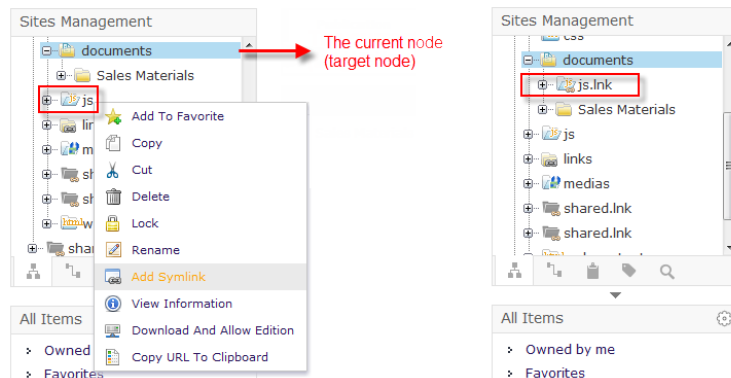 Sites Management
documents
The current node
(target node)
Sales Materials
js
Add To Favorite
Copy
Cut
Delete
Lock
Rename
Add Symlink
View Information
Download And Allow Edition
Copy URL To Clipboard
All Items
Owned
Favorites
Sites Management
css
documents
js.lnk
Sales Materials
js
links
medias
shared.lnk
shared.lnk
All Items
Owned by me
Favorites